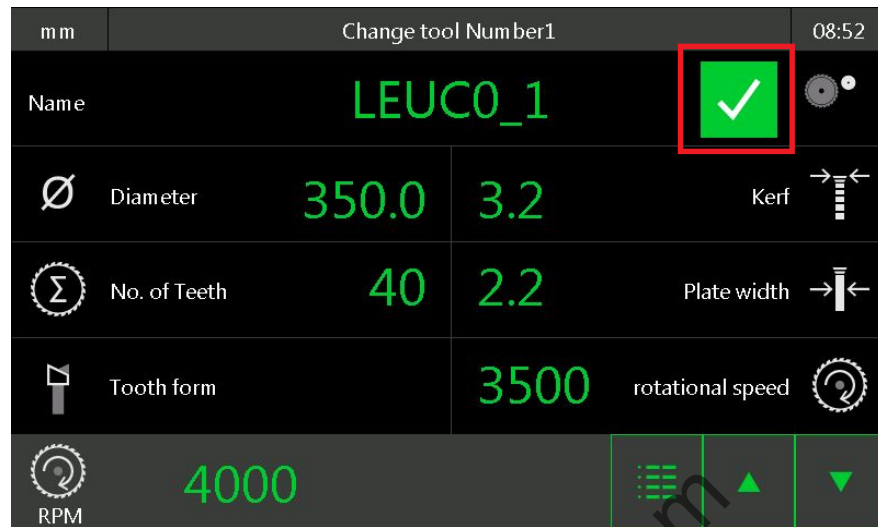 mm Change tool Number1 08:52
Name LEUC0_1
Ø Diameter 350.0 3.2 Kerf
Σ No. of Teeth 40 2.2 Plate width
Tooth form 3500 rotational speed
4000
RPM
m